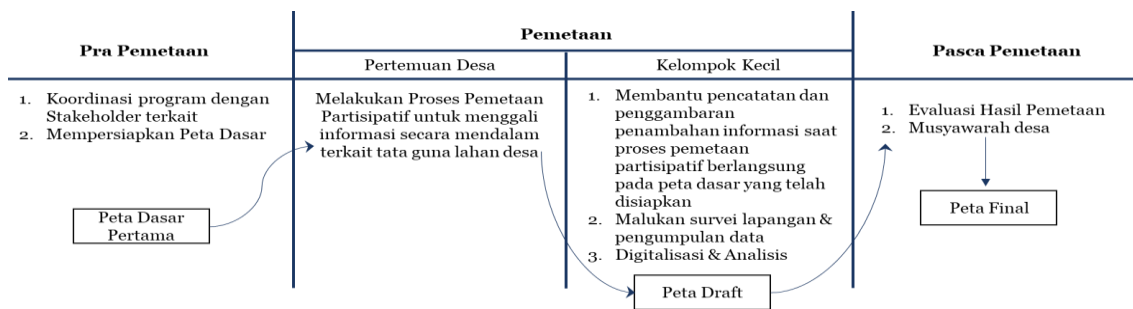 Pra Pemetaan
1. Koordinasi program dengan
Stakeholder terkait
2. Mempersiapkan Peta Dasar
Peta Dasar
Pertama
Pemetaan
Pertemuan Desa
Melakukan Proses Pemetaan
Partisipatif untuk menggali
informasi secara mendalam
terkait tata guna lahan desa
Kelompok Kecil
1. Membantu pencatatan dan
penggambaran
penambahan informasi saat
proses pemetaan
partisipatif berlangsung
pada peta dasar yang telah
disiapkan
2. Malukan survei lapangan &
pengumpulan data
3. Digitalisasi & Analisis
Peta Draft
Pasca Pemetaan
1. Evaluasi Hasil Pemetaan
2. Musyawarah desa
Peta Final